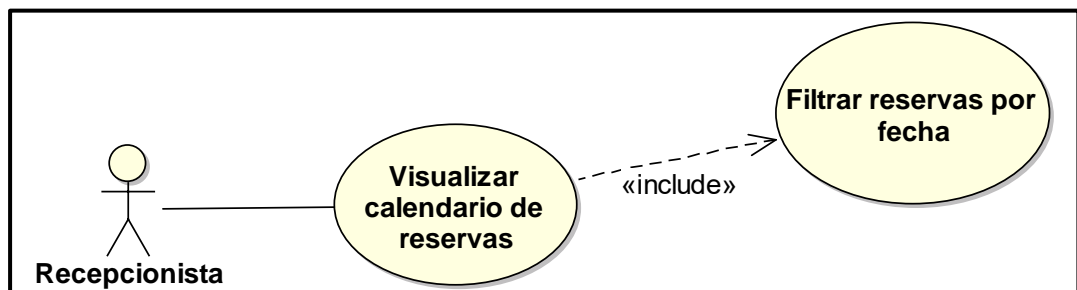 Filtrar reservas por
fecha
Visualizar
calendario de
reservas
«include»
Recepcionista